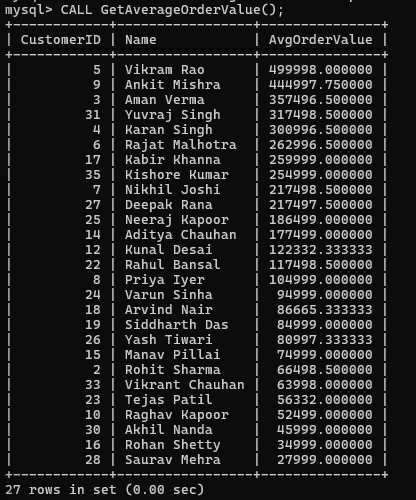 mysql> CALL GetAverageOrderValue();
+------------+-----------------+---------------+
| CustomerID | Name            | AvgOrderValue |
+------------+-----------------+---------------+
|          5 | Vikram Rao      | 499998.000000 |
|          9 | Ankit Mishra    | 444997.750000 |
|          3 | Aman Verma      | 357496.500000 |
|         31 | Yuvraj Singh    | 317498.500000 |
|          4 | Karan Singh     | 300996.500000 |
|          6 | Rajat Malhotra  | 262996.500000 |
|         17 | Kabir Khanna    | 259999.000000 |
|         35 | Kishore Kumar   | 254999.000000 |
|          7 | Nikhil Joshi    | 217498.500000 |
|         27 | Deepak Rana     | 217497.500000 |
|         25 | Neeraj Kapoor   | 186499.000000 |
|         14 | Aditya Chauhan  | 177499.000000 |
|         12 | Kunal Desai     | 122332.333333 |
|         22 | Rahul Bansal    | 117498.500000 |
|          8 | Priya Iyer      | 104999.000000 |
|         24 | Varun Sinha     |  94999.000000 |
|         18 | Arvind Nair     |  86665.333333 |
|         19 | Siddharth Das   |  84999.000000 |
|         26 | Yash Tiwari     |  80997.333333 |
|         15 | Manav Pillai    |  74999.000000 |
|          2 | Rohit Sharma    |  66498.500000 |
|         33 | Vikrant Chauhan |  63998.000000 |
|         23 | Tejas Patil     |  56332.000000 |
|         10 | Raghav Kapoor   |  52499.000000 |
|         30 | Akhil Nanda     |  45999.000000 |
|         16 | Rohan Shetty    |  34999.000000 |
|         28 | Saurav Mehra    |  27999.000000 |
+------------+-----------------+---------------+
27 rows in set (0.00 sec)